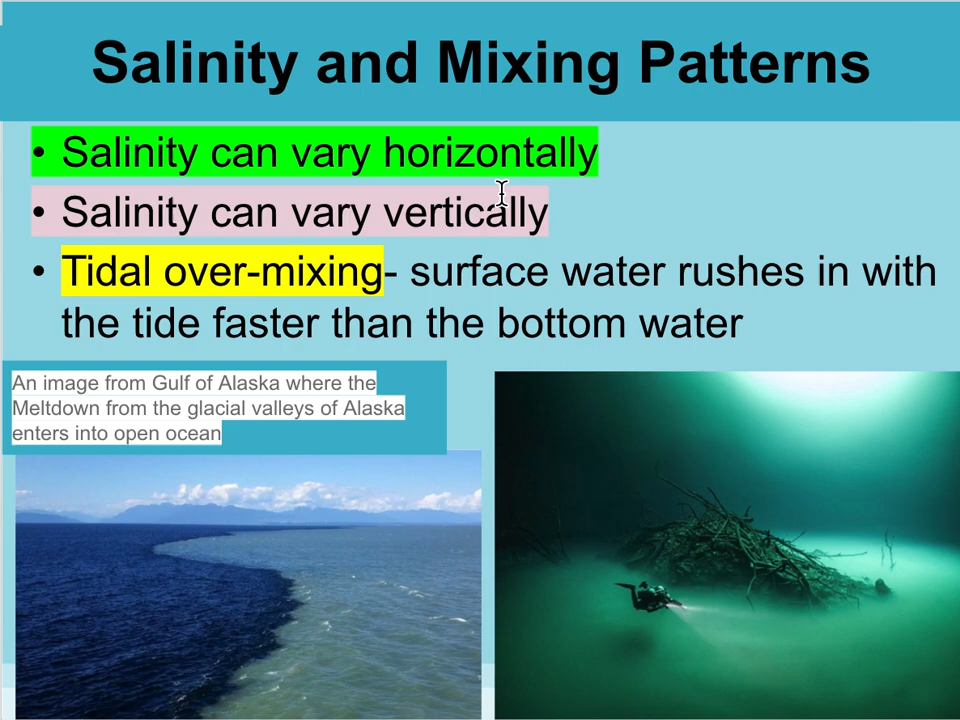 Salinity and Mixing Patterns
• Salinity can vary horizontally
• Salinity can vary vertically
• Tidal over-mixing- surface water rushes in with
the tide faster than the bottom water
An image from Gulf of Alaska where the
Meltdown from the glacial valleys of Alaska
enters into open ocean